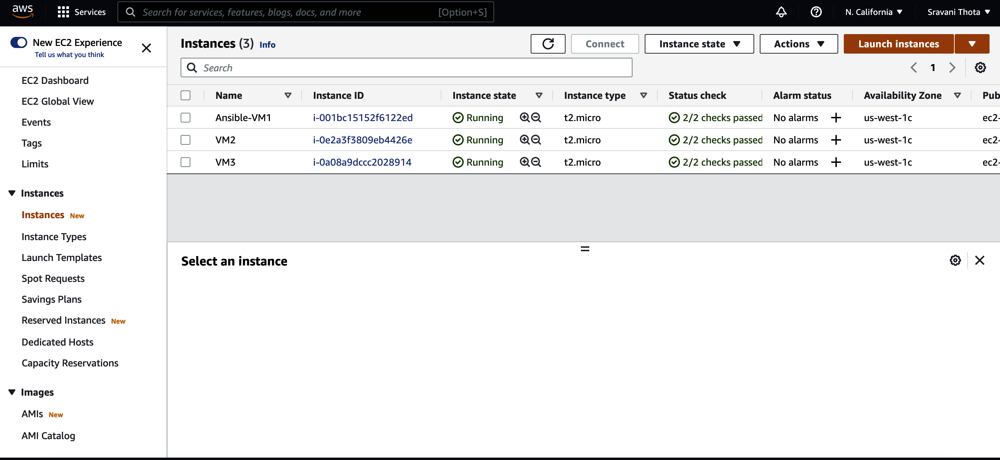 aws
Services
Search for services, features, blogs, docs, and more
[Option+S]
N. California
Sravani Thota
New EC2 Experience
Tell us what you think
EC2 Dashboard
EC2 Global View
Events
Tags
Limits
Instances
Instances New
Instance Types
Launch Templates
Spot Requests
Savings Plans
Reserved Instances New
Dedicated Hosts
Capacity Reservations
Images
AMIs New
AMI Catalog
Instances (3) Info
Connect
Instance state
Actions
Launch instances
Search
1
Name Instance ID Instance state Instance type Status check Alarm status Availability Zone Pub
Ansible-VM1 i-001bc15152f6122ed Running t2.micro 2/2 checks passed No alarms + us-west-1c ec2-
VM2 i-0e2a3f3809eb4426e Running t2.micro 2/2 checks passed No alarms + us-west-1c ec2-
VM3 i-0a08a9dccc2028914 Running t2.micro 2/2 checks passed No alarms + us-west-1c ec2-
Select an instance